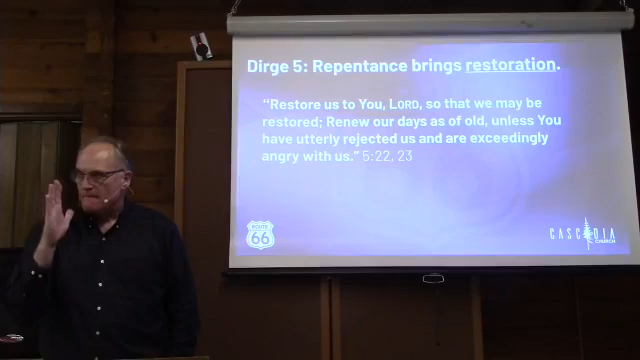 Dirge 5: Repentance brings restoration.
“Restore us to You, LORD, so that we may be
restored; Renew our days as of old, unless You
have utterly rejected us and are exceedingly
angry with us.” 5:22, 23
ROUTE
66
CASCADIA
CHURCH